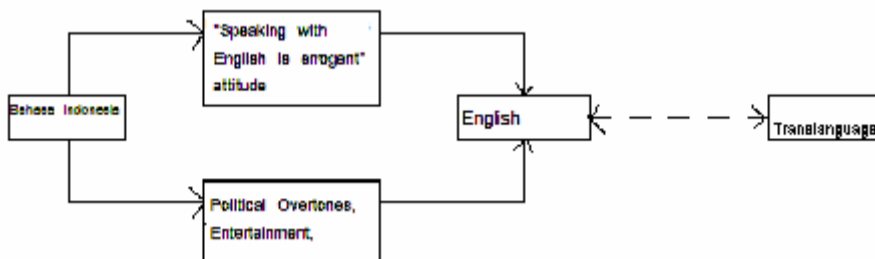 "Speaking with
English is arrogant"
attitude
Bahasa Indonesia
English
Translanguage
Political Overtones,
Entertainment,